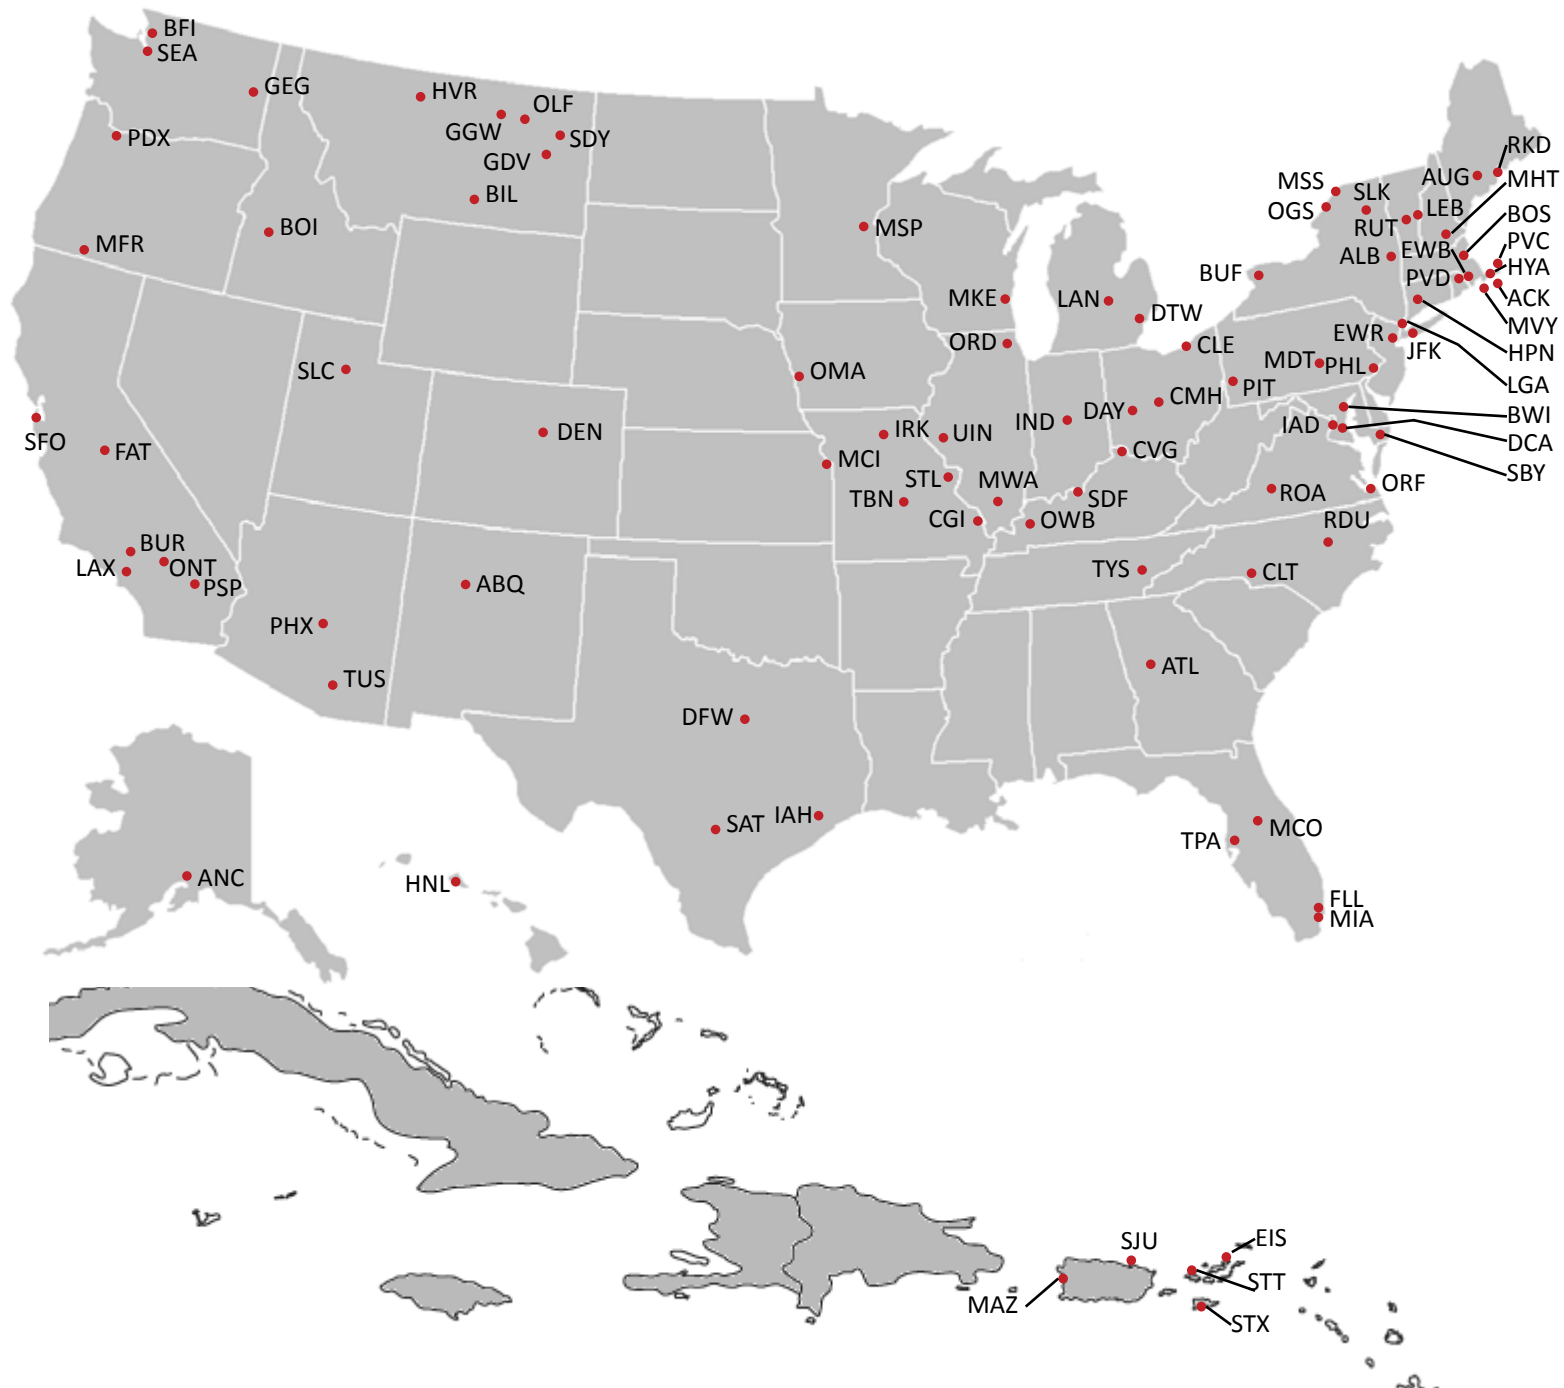 BFI
SEA
GEG
HVR
OLF
GGW
SDY
PDX
GDV
BIL
RKD
AUG
MHT
MSS
SLK
OGS
LEB
BOS
RUT
BOI
MSP
MFR
EWB
PVC
ALB
HYA
BUF
PVD
MKE
LAN
ACK
DTW
MVY
EWR
ORD
CLE
JFK
HPN
SLC
OMA
MDT
PHL
PIT
LGA
CMH
DAY
BWI
IND
IAD
SFO
DEN
IRK
UIN
DCA
FAT
CVG
MCI
SBY
STL
MWA
ORF
TBN
SDF
ROA
CGI
OWB
RDU
BUR
LAX
ONT
TYS
CLT
PSP
ABQ
PHX
ATL
TUS
DFW
IAH
SAT
MCO
TPA
ANC
HNL
FLL
MIA
EIS
SJU
STT
MAZ
STX